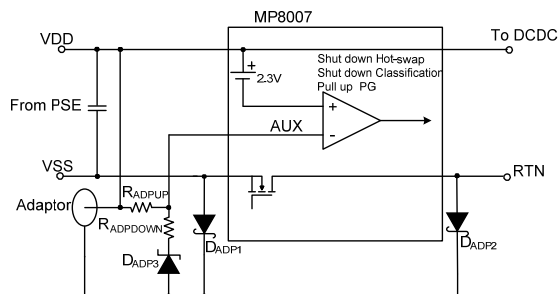 MP8007
VDD
To DCDC
+
2.3V
Shut down Hot-swap
Shut down Classification
Pull up PG
From PSE
+
AUX
-
VSS
RTN
Adaptor
RADPUP
RADPDOWN
DADP1
DADP2
DADP3